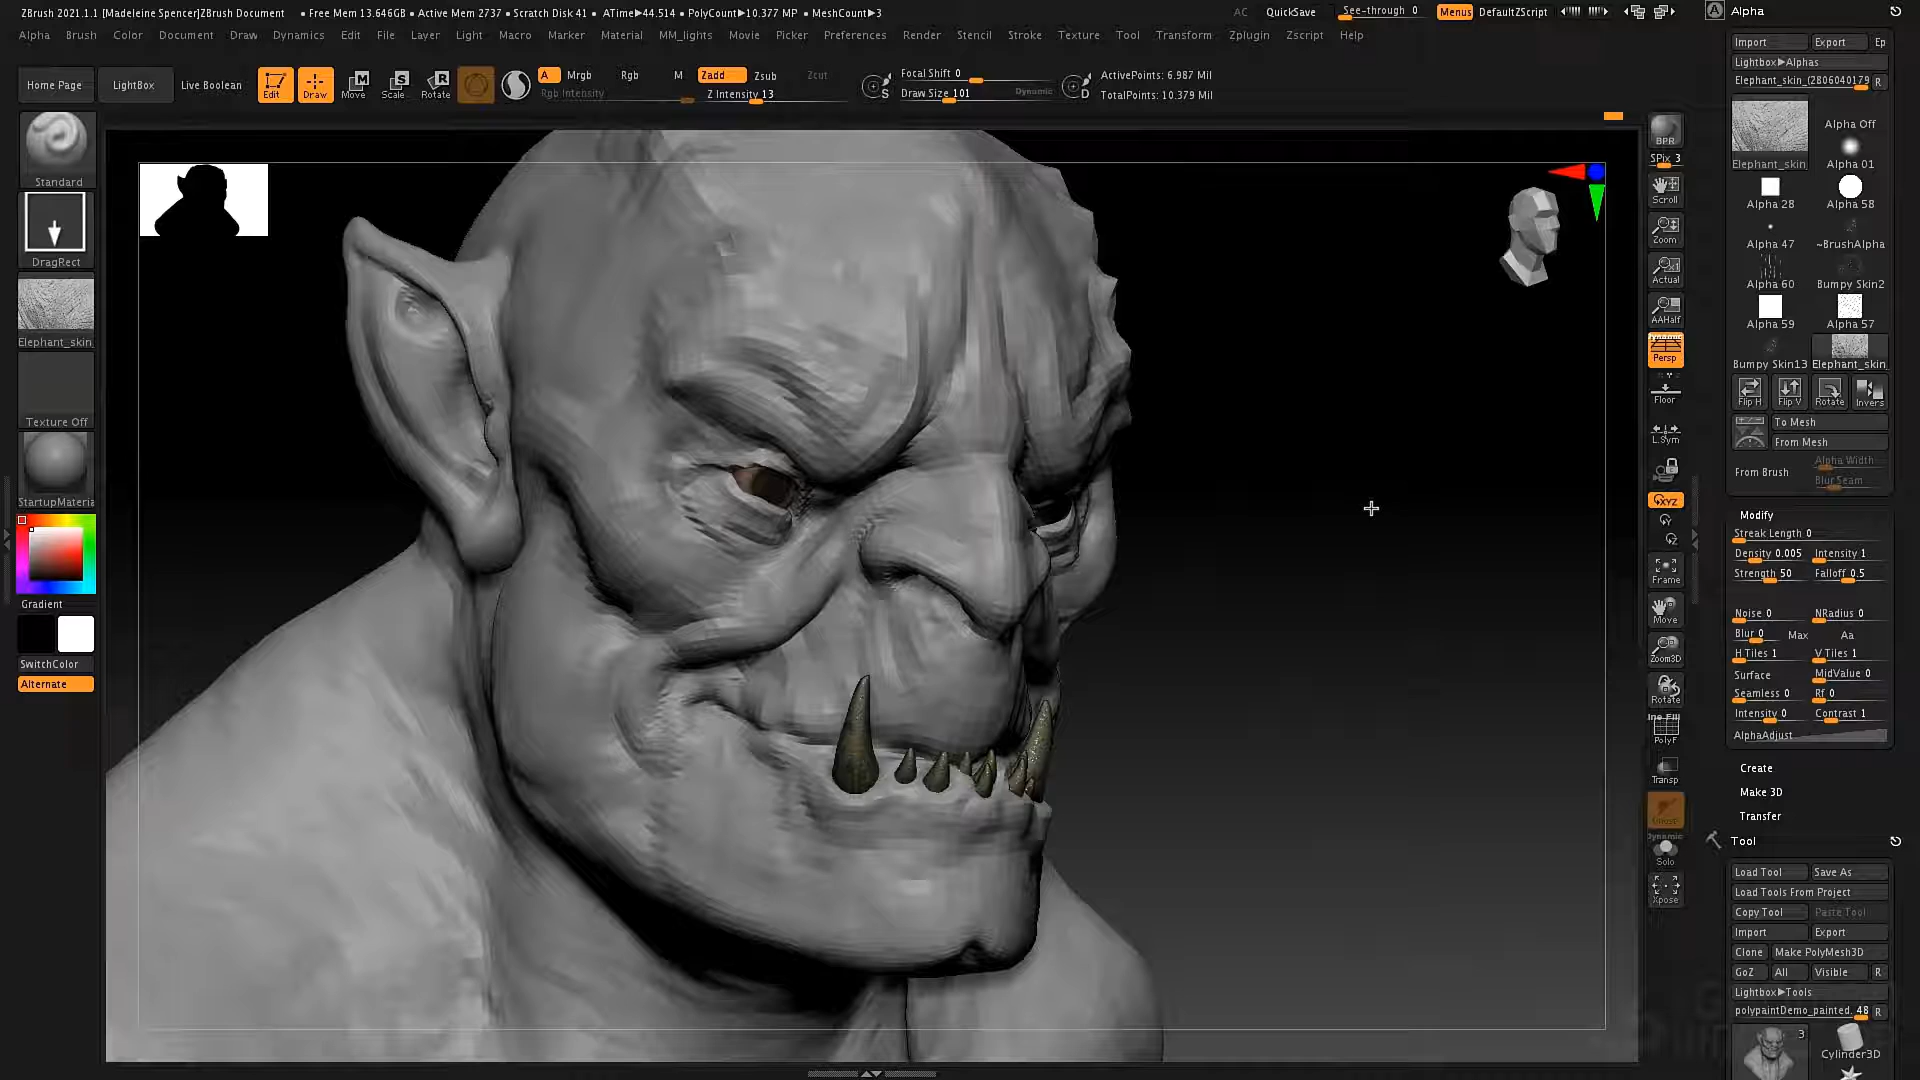 ZBrush 2021.1.1 [Madeleine Spencer]ZBrush Document • Free Mem 13.646GB • Active Mem 2737 • Scratch Disk 41 • ATime▶44.514 • PolyCount▶10.377 MP • MeshCount▶3
AC QuickSave See-through 0 Menus DefaultZScript
Alpha Brush Color Document Draw Dynamics Edit File Layer Light Macro Marker Material MM_lights Movie Picker Preferences Render Stencil Stroke Texture Tool Transform Zplugin Zscript Help
Home Page LightBox Live Boolean Edit Draw Move Scale Rotate
A Mrgb Rgb M Zadd Zsub Zcut
Rgb Intensity Z Intensity 13
S Focal Shift 0
Draw Size 101 Dynamic D
ActivePoints: 6.987 Mil
TotalPoints: 10.379 Mil
Standard
DragRect
Elephant_skin_
Texture Off
StartupMateria
Gradient
SwitchColor
Alternate
BPR
SPix 3
Scroll
Zoom
Actual
AAHalf
Dynamic
Persp
Floor
L.Sym
XYZ
Y
Z
Frame
Move
Zoom3D
Rotate
Line Fill
PolyF
Transp
Ghost
Dynamic
Solo
Xpose
A Alpha
Import Export Ep
Lightbox▶Alphas
Elephant_skin_(2806040179 R
Elephant_skin
Alpha Off
Alpha 01
Alpha 28 Alpha 58
Alpha 47 ~BrushAlpha
Alpha 60 Bumpy Skin2
Alpha 59 Alpha 57
Bumpy Skin13 Elephant_skin_
Flip H Flip V Rotate Invers
To Mesh
From Mesh
From Brush Alpha Width
Blur Seam
Modify
Streak Length 0
Density 0.005 Intensity 1
Strength 50 Falloff 0.5
Noise 0 NRadius 0
Blur 0 Max Aa
H Tiles 1 V Tiles 1
Surface MidValue 0
Seamless 0 Rf 0
Intensity 0 Contrast 1
AlphaAdjust
Create
Make 3D
Transfer
Tool
Load Tool Save As
Load Tools From Project
Copy Tool Paste Tool
Import Export
Clone Make PolyMesh3D
GoZ All Visible R
Lightbox▶Tools
polypaintDemo_painted. 48 R
3
Cylinder3D